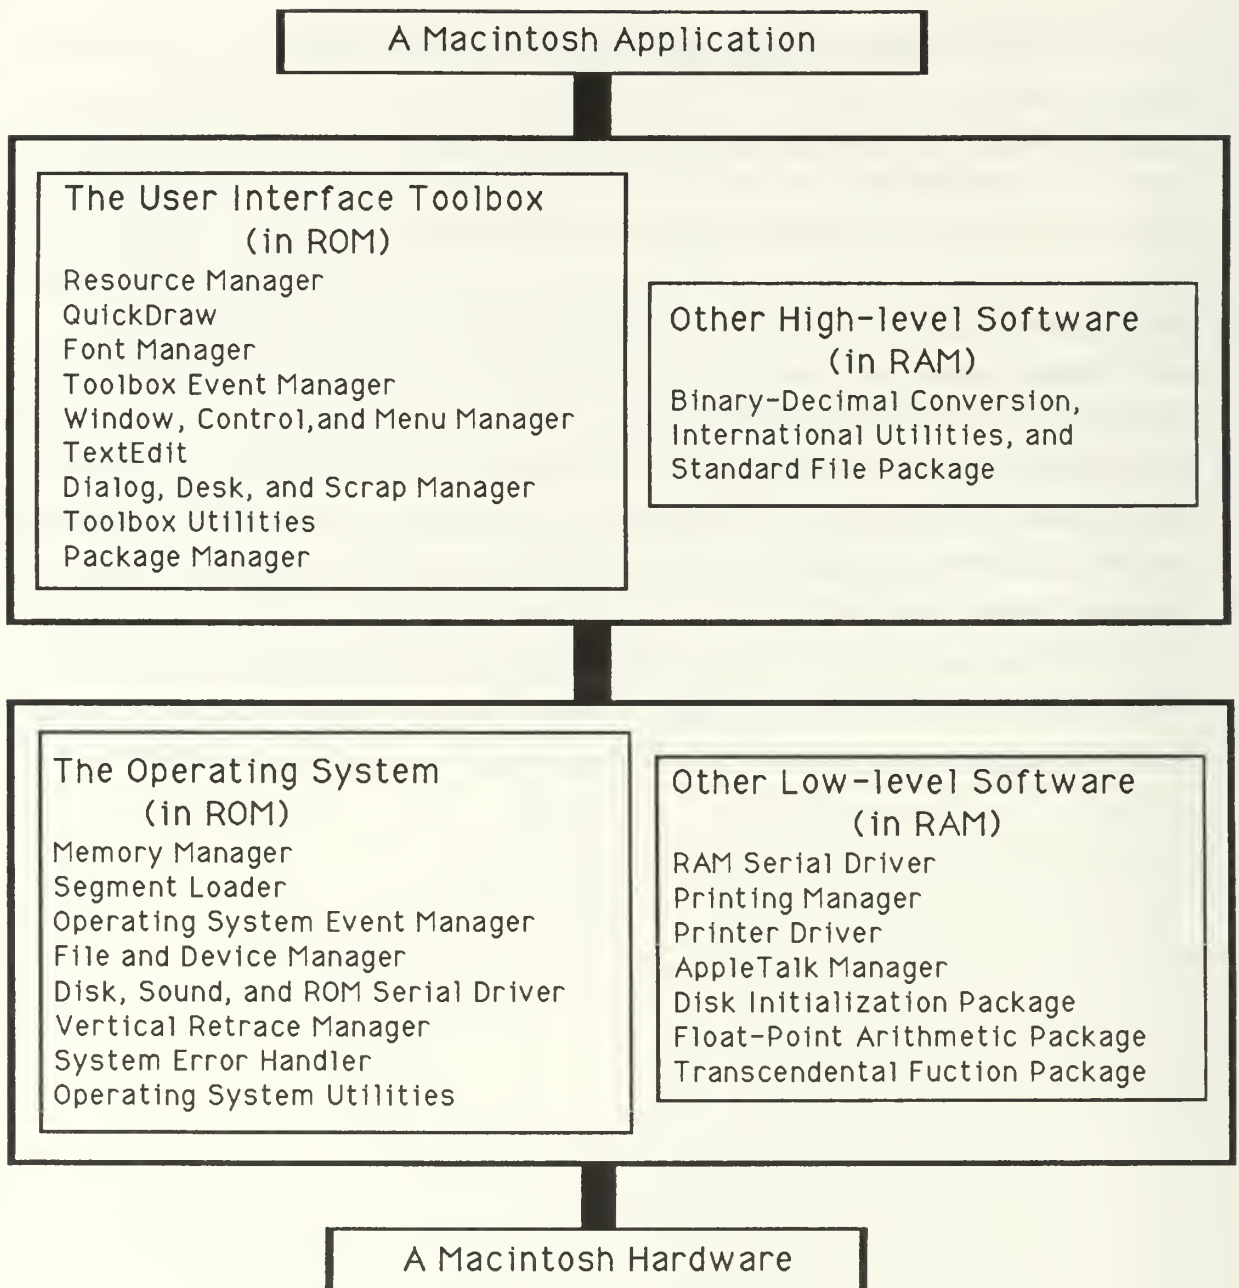 A Macintosh Application
The User Interface Toolbox
(in ROM)
Resource Manager
QuickDraw
Font Manager
Toolbox Event Manager
Window, Control,and Menu Manager
TextEdit
Dialog, Desk, and Scrap Manager
Toolbox Utilities
Package Manager
Other High-level Software
(in RAM)
Binary-Decimal Conversion,
International Utilities, and
Standard File Package
The Operating System
(in ROM)
Memory Manager
Segment Loader
Operating System Event Manager
File and Device Manager
Disk, Sound, and ROM Serial Driver
Vertical Retrace Manager
System Error Handler
Operating System Utilities
Other Low-level Software
(in RAM)
RAM Serial Driver
Printing Manager
Printer Driver
AppleTalk Manager
Disk Initialization Package
Float-Point Arithmetic Package
Transcendental Fuction Package
A Macintosh Hardware